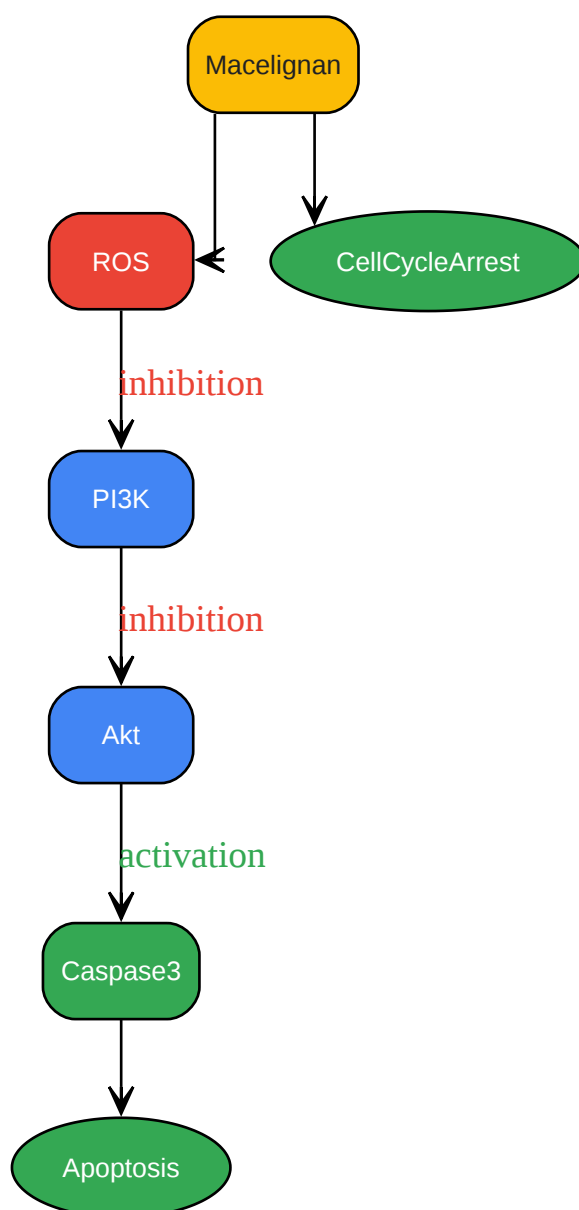 Macelignan
ROS
CellCycleArrest
inhibition
PI3K
inhibition
Akt
activation
Caspase3
Apoptosis